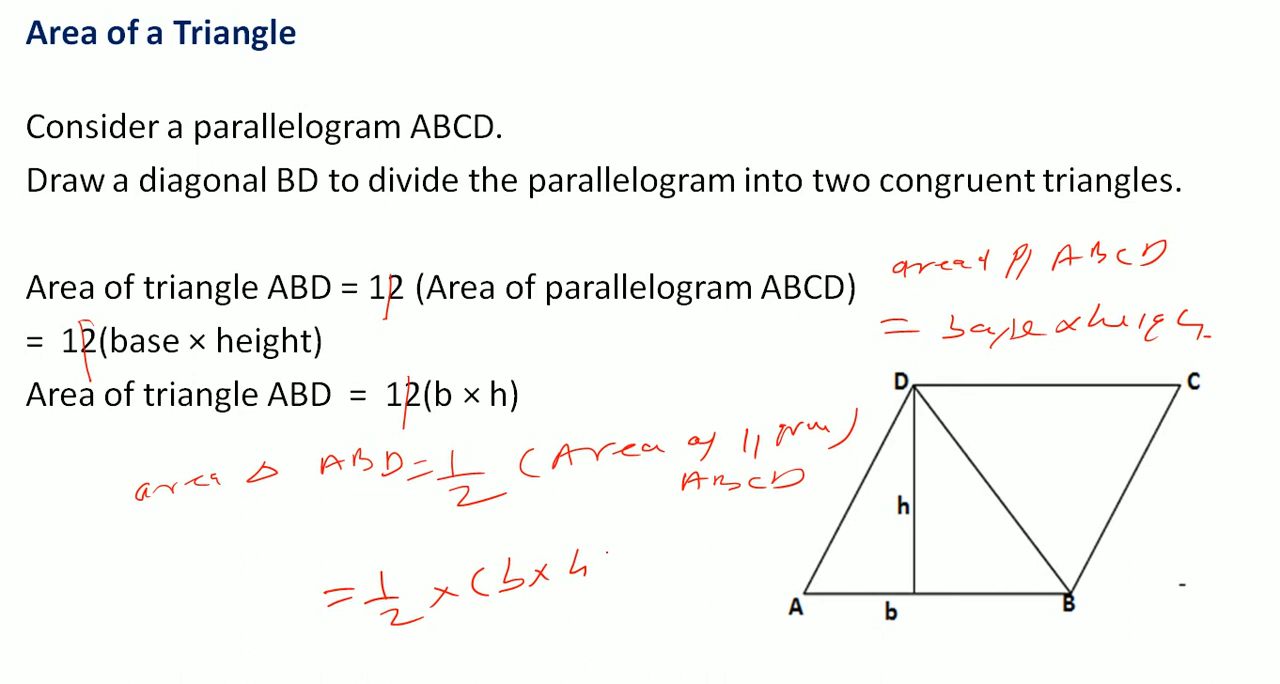 Area of a Triangle
Consider a parallelogram ABCD.
Draw a diagonal BD to divide the parallelogram into two congruent triangles.
Area of triangle ABD = 12 (Area of parallelogram ABCD)
= 12(base × height)
Area of triangle ABD = 12(b × h)
area of || ABCD
= base × height
area △ ABD = 1/2 (Area of || gram)
ABCD
= 1/2 × (b × h
D C
h
A b B